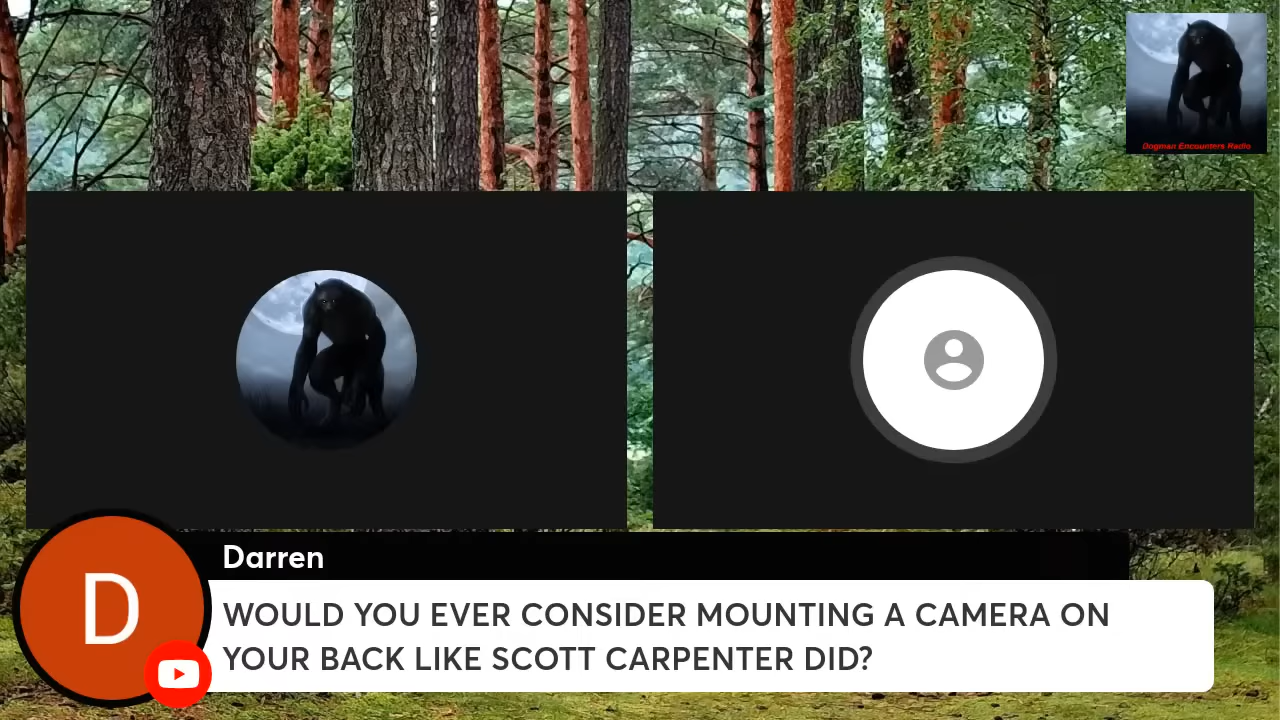 Dogman Encounters Radio
D
Darren
WOULD YOU EVER CONSIDER MOUNTING A CAMERA ON
YOUR BACK LIKE SCOTT CARPENTER DID?